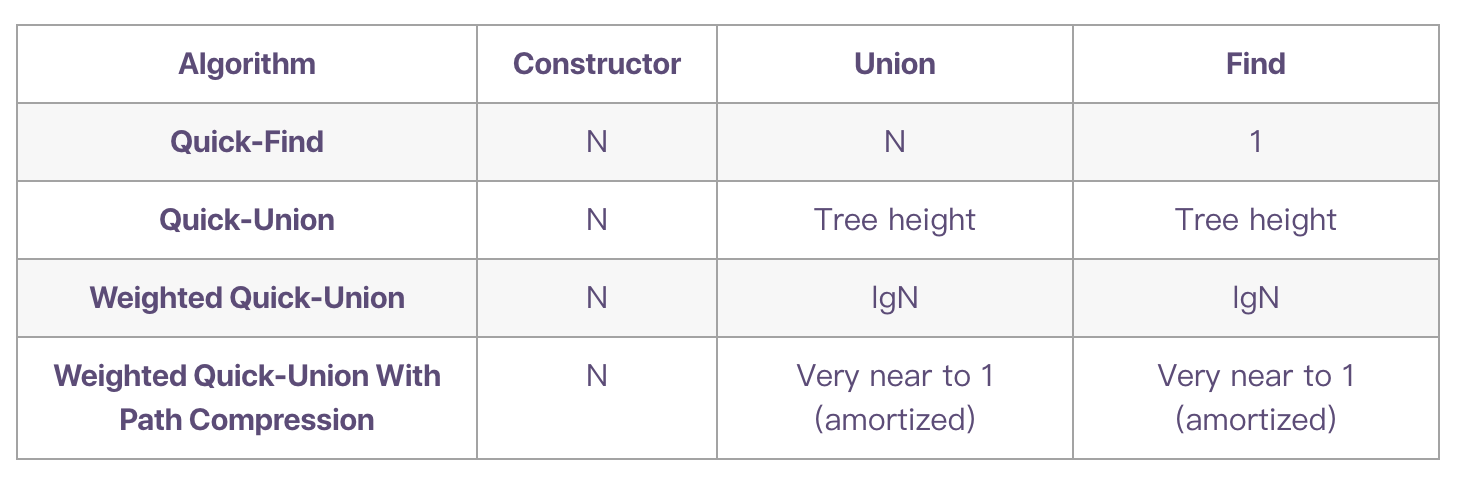 Algorithm Constructor Union Find
Quick-Find N N 1
Quick-Union N Tree height Tree height
Weighted Quick-Union N lgN lgN
Weighted Quick-Union With N Very near to 1 Very near to 1
Path Compression (amortized) (amortized)